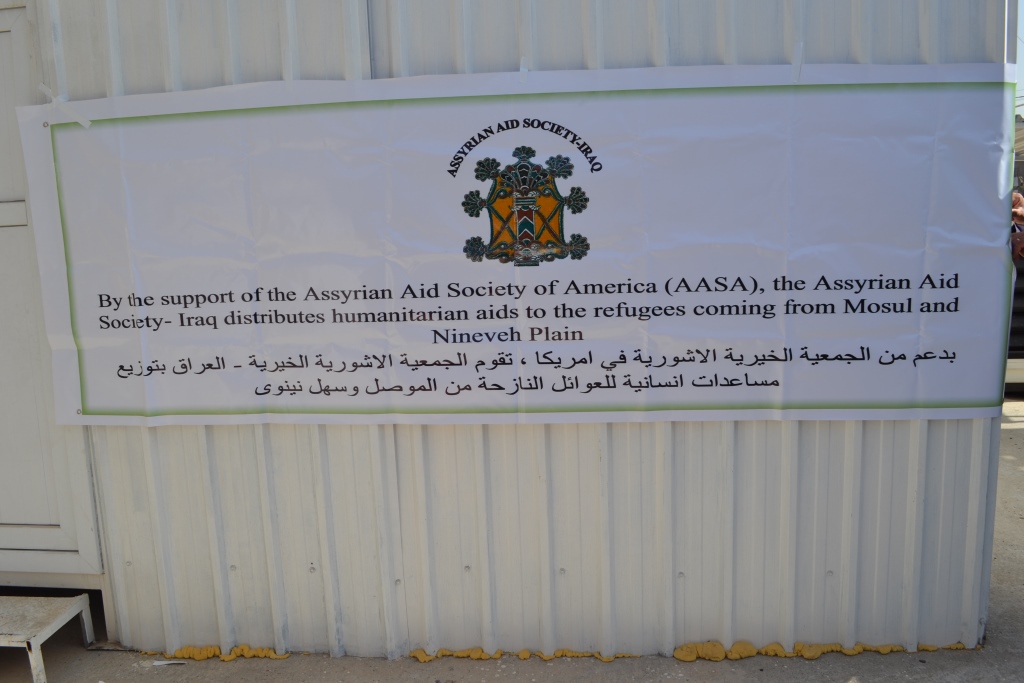 ASSYRIAN AID SOCIETY-IRAQ
By the support of the Assyrian Aid Society of America (AASA), the Assyrian Aid
Society- Iraq distributes humanitarian aids to the refugees coming from Mosul and
Nineveh Plain
بدعم من الجمعية الخيرية الاشورية في امريكا ، تقوم الجمعية الاشورية الخيرية - العراق بتوزيع
مساعدات انسانية للعوائل النازحة من الموصل وسهل نينوى